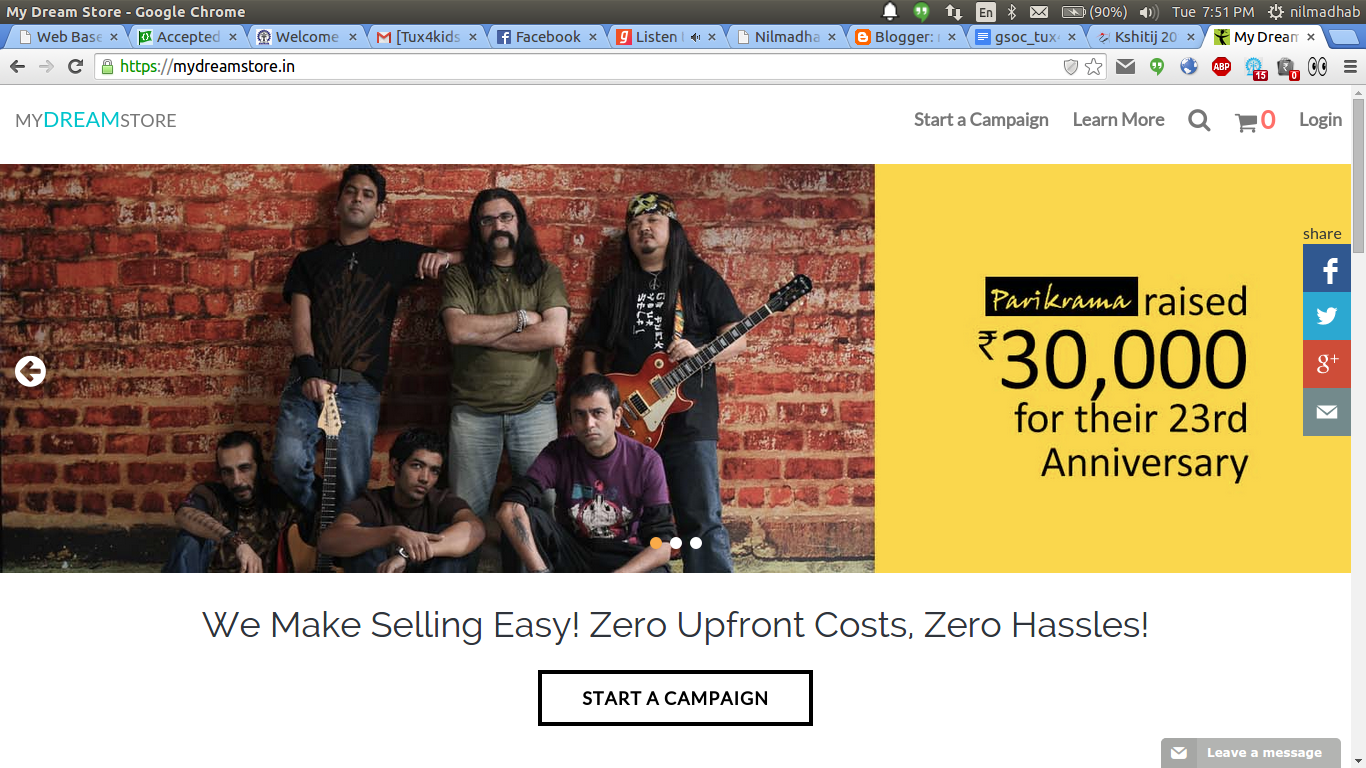 My Dream Store - Google Chrome
En
(90%)
Tue 7:51 PM
nilmadhab
Web Base
Accepted
Welcome
[Tux4kids
Facebook
Listen
Nilmadha
Blogger:
gsoc_tux
Kshitij 20
My Dream
https://mydreamstore.in
ABP
15
0
MYDREAMSTORE
Start a Campaign
Learn More
0
Login
share
f
g+
Parikrama raised
₹30,000
for their 23rd
Anniversary
We Make Selling Easy! Zero Upfront Costs, Zero Hassles!
START A CAMPAIGN
Leave a message